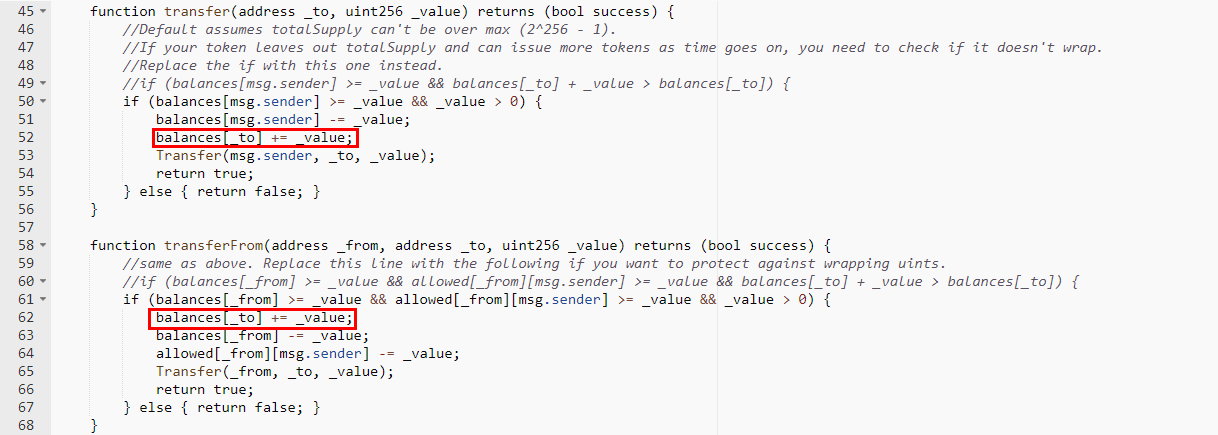 45 function transfer(address _to, uint256 _value) returns (bool success) {
46 //Default assumes totalSupply can't be over max (2^256 - 1).
47 //If your token leaves out totalSupply and can issue more tokens as time goes on, you need to check if it doesn't wrap.
48 //Replace the if with this one instead.
49 //if (balances[msg.sender] >= _value && balances[_to] + _value > balances[_to]) {
50 if (balances[msg.sender] >= _value && _value > 0) {
51 balances[msg.sender] -= _value;
52 balances[_to] += _value;
53 Transfer(msg.sender, _to, _value);
54 return true;
55 } else { return false; }
56 }
57
58 function transferFrom(address _from, address _to, uint256 _value) returns (bool success) {
59 //same as above. Replace this line with the following if you want to protect against wrapping uints.
60 //if (balances[_from] >= _value && allowed[_from][msg.sender] >= _value && balances[_to] + _value > balances[_to]) {
61 if (balances[_from] >= _value && allowed[_from][msg.sender] >= _value && _value > 0) {
62 balances[_to] += _value;
63 balances[_from] -= _value;
64 allowed[_from][msg.sender] -= _value;
65 Transfer(_from, _to, _value);
66 return true;
67 } else { return false; }
68 }